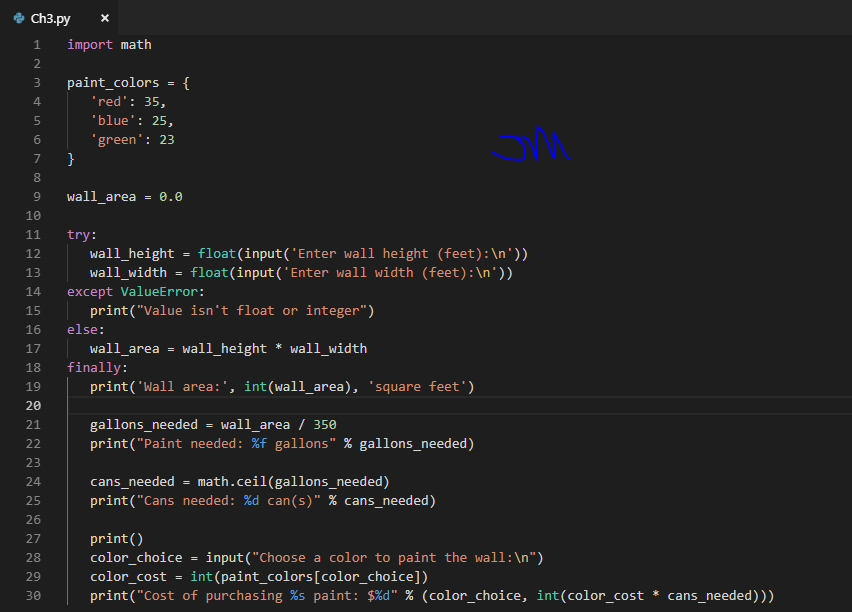 Ch3.py ×
1 import math
2
3 paint_colors = {
4 'red': 35,
5 'blue': 25,
6 'green': 23
7 }
8
9 wall_area = 0.0
10
11 try:
12 wall_height = float(input('Enter wall height (feet):\n'))
13 wall_width = float(input('Enter wall width (feet):\n'))
14 except ValueError:
15 print("Value isn't float or integer")
16 else:
17 wall_area = wall_height * wall_width
18 finally:
19 print('Wall area:', int(wall_area), 'square feet')
20
21 gallons_needed = wall_area / 350
22 print("Paint needed: %f gallons" % gallons_needed)
23
24 cans_needed = math.ceil(gallons_needed)
25 print("Cans needed: %d can(s)" % cans_needed)
26
27 print()
28 color_choice = input("Choose a color to paint the wall:\n")
29 color_cost = int(paint_colors[color_choice])
30 print("Cost of purchasing %s paint: $%d" % (color_choice, int(color_cost * cans_needed)))